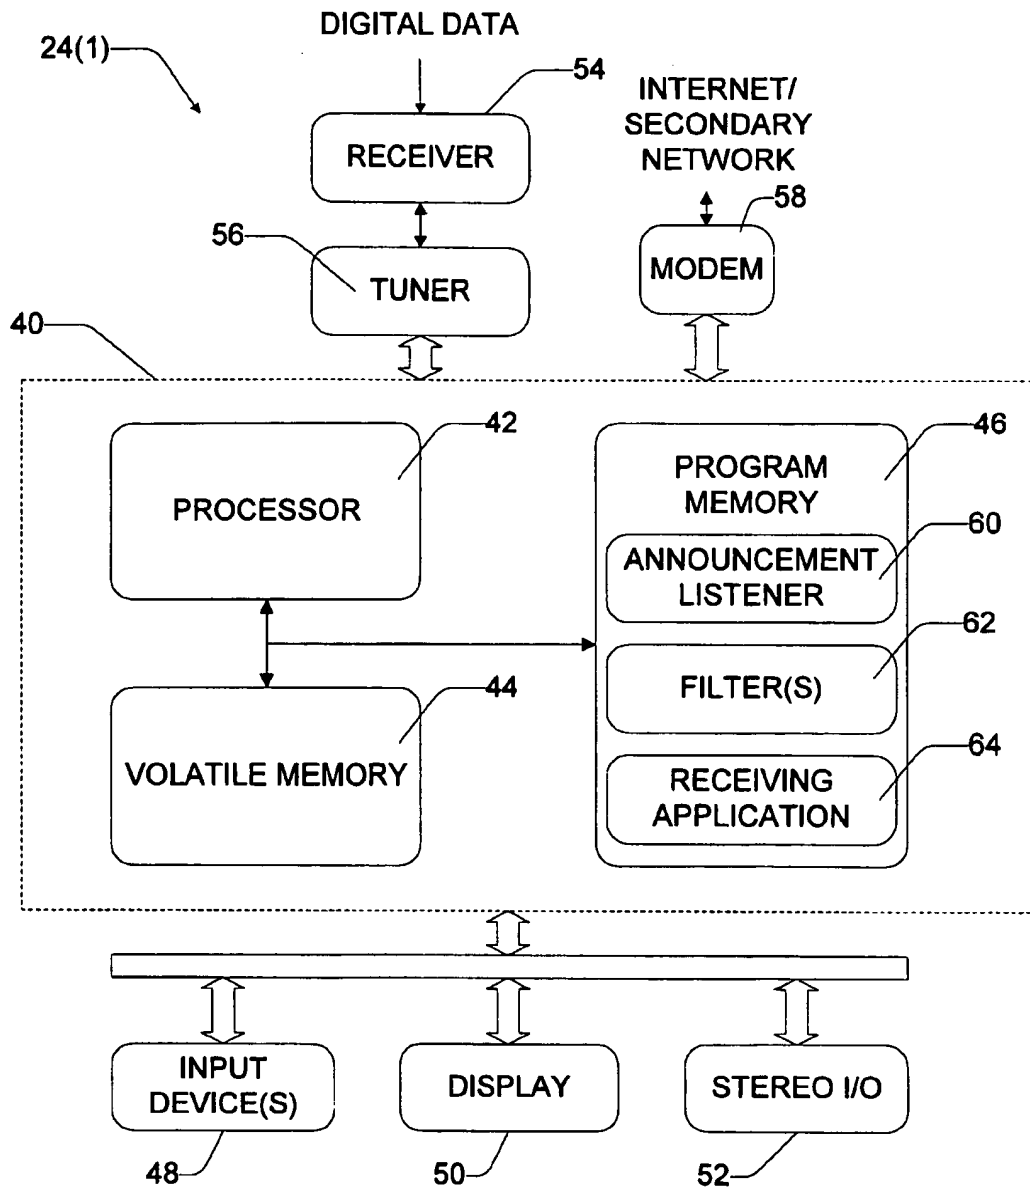 DIGITAL DATA
24(1)
54
INTERNET/
SECONDARY
NETWORK
RECEIVER
58
56
TUNER
MODEM
40
42
46
PROCESSOR
PROGRAM
MEMORY
60
ANNOUNCEMENT
LISTENER
62
FILTER(S)
44
VOLATILE MEMORY
64
RECEIVING
APPLICATION
INPUT
DEVICE(S)
DISPLAY
STEREO I/O
48
50
52